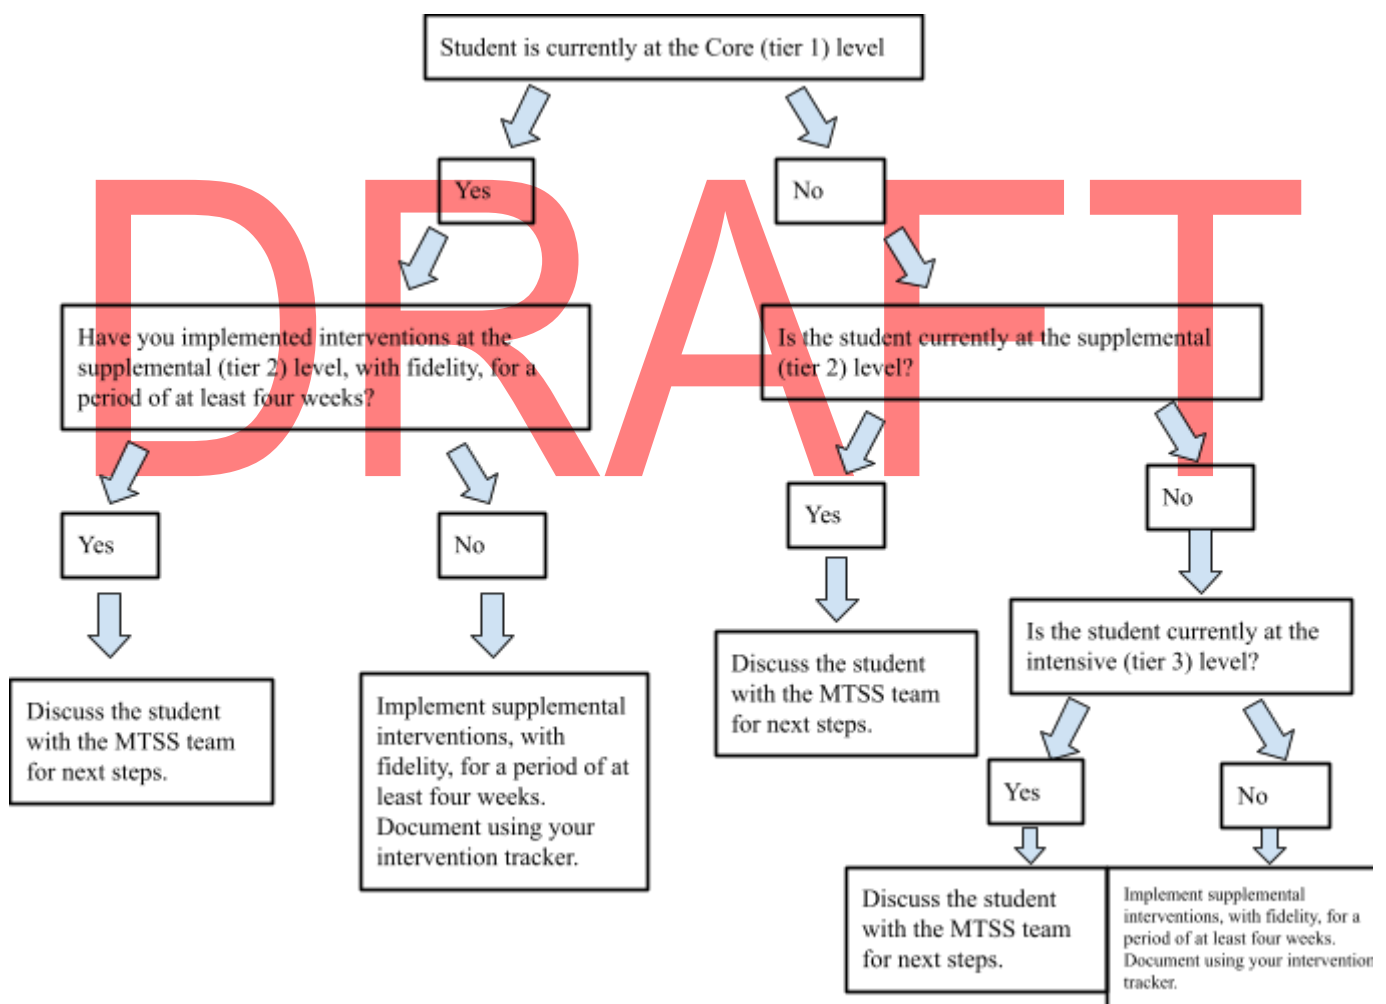 Student is currently at the Core (tier 1) level
Yes
No
DRAFT
Have you implemented interventions at the
supplemental (tier 2) level, with fidelity, for a
period of at least four weeks?
Is the student currently at the supplemental
(tier 2) level?
Yes
No
Yes
No
Discuss the student
with the MTSS team
for next steps.
Implement supplemental
interventions, with
fidelity, for a period of at
least four weeks.
Document using your
intervention tracker.
Discuss the student
with the MTSS team
for next steps.
Is the student currently at the
intensive (tier 3) level?
Yes
No
Discuss the student
with the MTSS team
for next steps.
Implement supplemental
interventions, with fidelity, for a
period of at least four weeks.
Document using your intervention
tracker.